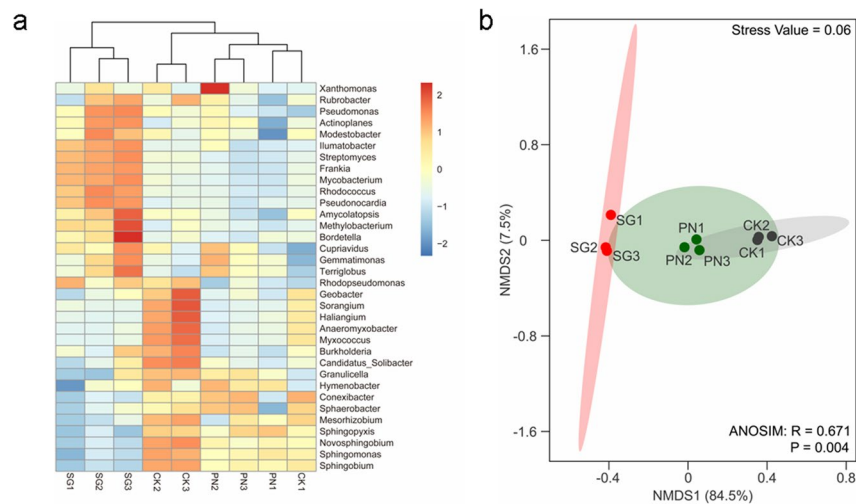 a
Xanthomonas
Rubrobacter
Pseudomonas
Actinoplanes
Modestobacter
Ilumatobacter
Streptomyces
Frankia
Mycobacterium
Rhodococcus
Pseudonocardia
Amycolatopsis
Methylobacterium
Bordetella
Cupriavidus
Gemmatimonas
Terriglobus
Rhodopseudomonas
Geobacter
Sorangium
Haliangium
Anaeromyxobacter
Myxococcus
Burkholderia
Candidatus_Solibacter
Granulicella
Hymenobacter
Conexibacter
Sphaerobacter
Mesorhizobium
Sphingopyxis
Novosphingobium
Sphingomonas
Sphingobium
SG1
SG2
SG3
CK2
CK3
PN2
PN3
PN1
CK1
2
1
0
-1
-2
b
Stress Value = 0.06
1.6
0.8
0
-0.8
-1.6
NMDS2 (7.5%)
SG1
SG2
SG3
PN1
PN2
PN3
CK2
CK3
CK1
ANOSIM: R = 0.671
P = 0.004
-0.4
0
0.4
0.8
NMDS1 (84.5%)